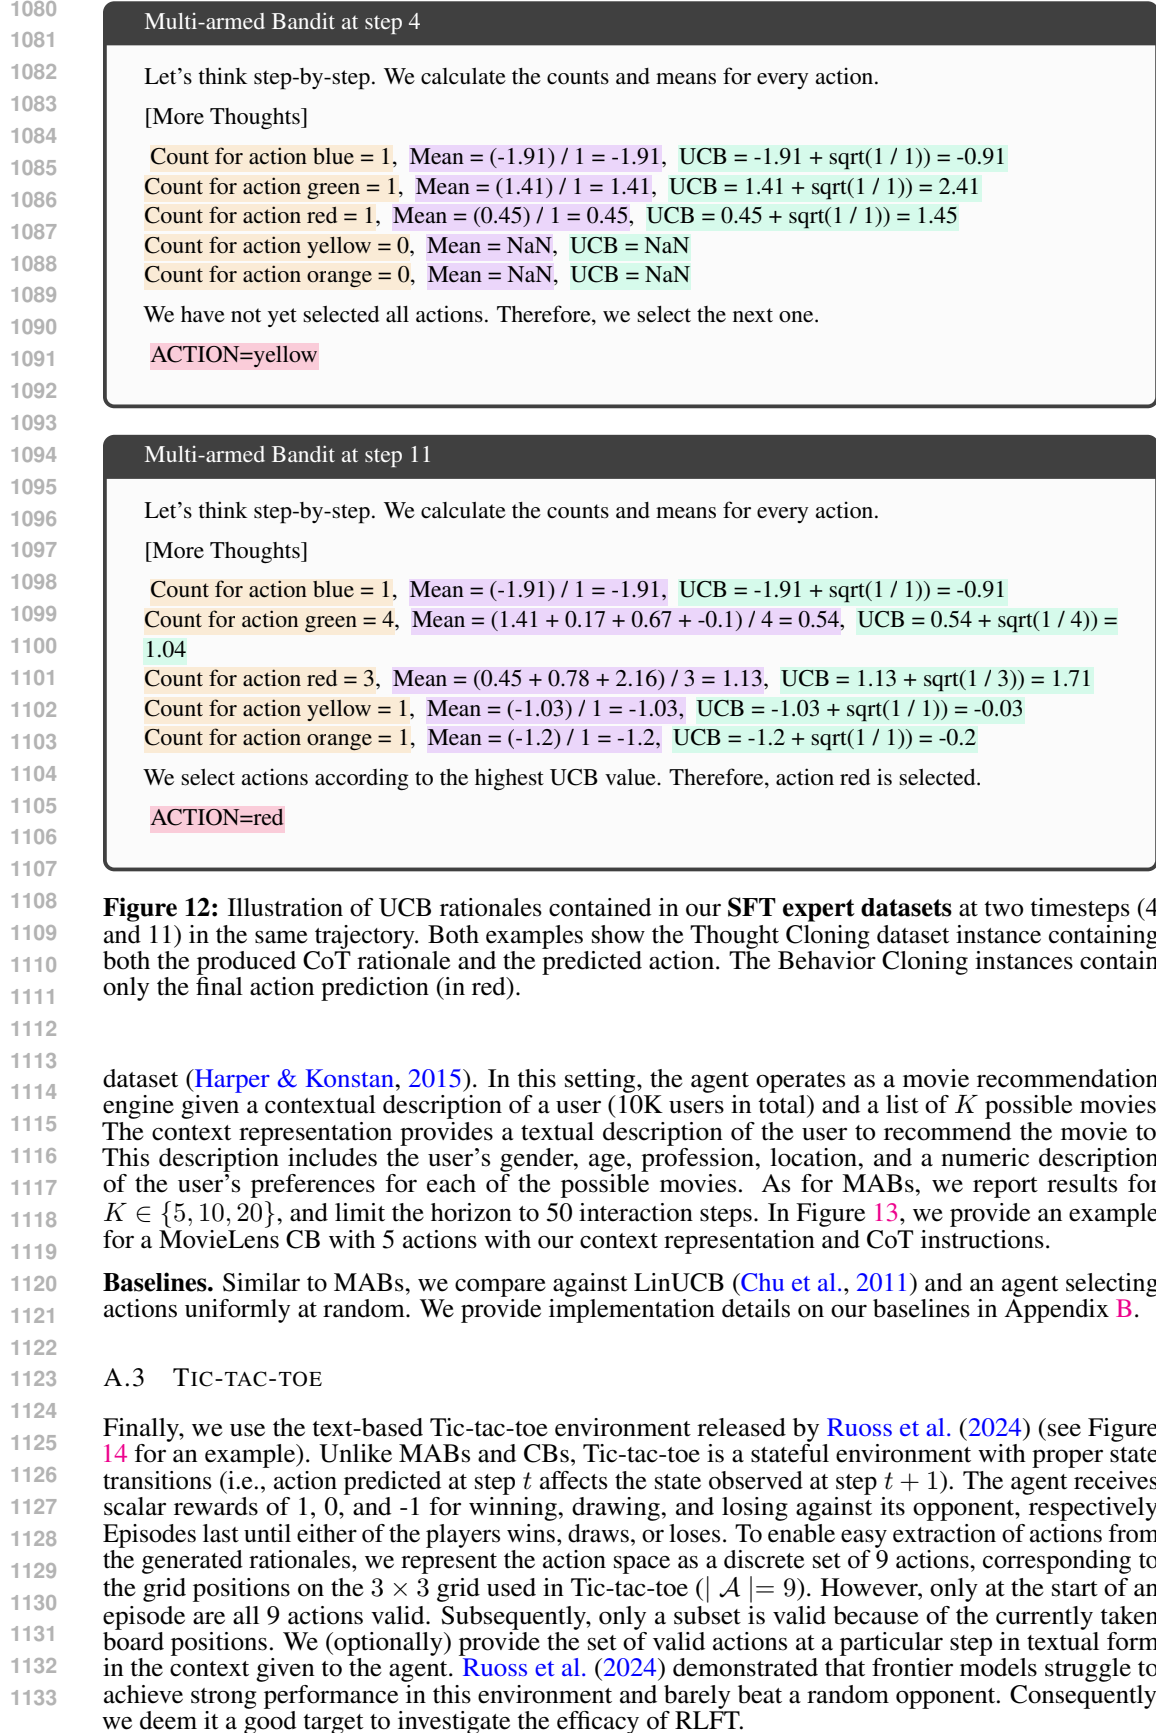 1080
1081
1082
1083
1084
1085
1086
1087
1088
1089
1090
1091
1092
1093
1094
1095
1096
1097
1098
1099
1100
1101
1102
1103
1104
1105
1106
1107
1108
1109
1110
1111
1112
1113
1114
1115
1116
1117
1118
1119
1120
1121
1122
1123
1124
1125
1126
1127
1128
1129
1130
1131
1132
1133
Multi-armed Bandit at step 4
Let's think step-by-step. We calculate the counts and means for every action.
[More Thoughts]
Count for action blue = 1, Mean = (-1.91) / 1 = -1.91, UCB = -1.91 + sqrt(1 / 1)) = -0.91
Count for action green = 1, Mean = (1.41) / 1 = 1.41, UCB = 1.41 + sqrt(1 / 1)) = 2.41
Count for action red = 1, Mean = (0.45) / 1 = 0.45, UCB = 0.45 + sqrt(1 / 1)) = 1.45
Count for action yellow = 0, Mean = NaN, UCB = NaN
Count for action orange = 0, Mean = NaN, UCB = NaN
We have not yet selected all actions. Therefore, we select the next one.
ACTION=yellow
Multi-armed Bandit at step 11
Let's think step-by-step. We calculate the counts and means for every action.
[More Thoughts]
Count for action blue = 1, Mean = (-1.91) / 1 = -1.91, UCB = -1.91 + sqrt(1 / 1)) = -0.91
Count for action green = 4, Mean = (1.41 + 0.17 + 0.67 + -0.1) / 4 = 0.54, UCB = 0.54 + sqrt(1 / 4)) =
1.04
Count for action red = 3, Mean = (0.45 + 0.78 + 2.16) / 3 = 1.13, UCB = 1.13 + sqrt(1 / 3)) = 1.71
Count for action yellow = 1, Mean = (-1.03) / 1 = -1.03, UCB = -1.03 + sqrt(1 / 1)) = -0.03
Count for action orange = 1, Mean = (-1.2) / 1 = -1.2, UCB = -1.2 + sqrt(1 / 1)) = -0.2
We select actions according to the highest UCB value. Therefore, action red is selected.
ACTION=red
Figure 12: Illustration of UCB rationales contained in our SFT expert datasets at two timesteps (4
and 11) in the same trajectory. Both examples show the Thought Cloning dataset instance containing
both the produced CoT rationale and the predicted action. The Behavior Cloning instances contain
only the final action prediction (in red).
dataset (Harper & Konstan, 2015). In this setting, the agent operates as a movie recommendation
engine given a contextual description of a user (10K users in total) and a list of K possible movies
The context representation provides a textual description of the user to recommend the movie to
This description includes the user's gender, age, profession, location, and a numeric description
of the user's preferences for each of the possible movies. As for MABs, we report results for
K ∈ {5, 10, 20}, and limit the horizon to 50 interaction steps. In Figure 13, we provide an example
for a MovieLens CB with 5 actions with our context representation and CoT instructions.
Baselines. Similar to MABs, we compare against LinUCB (Chu et al., 2011) and an agent selecting
actions uniformly at random. We provide implementation details on our baselines in Appendix B.
A.3 TIC-TAC-TOE
Finally, we use the text-based Tic-tac-toe environment released by Ruoss et al. (2024) (see Figure
14 for an example). Unlike MABs and CBs, Tic-tac-toe is a stateful environment with proper state
transitions (i.e., action predicted at step t affects the state observed at step t + 1). The agent receives
scalar rewards of 1, 0, and -1 for winning, drawing, and losing against its opponent, respectively
Episodes last until either of the players wins, draws, or loses. To enable easy extraction of actions from
the generated rationales, we represent the action space as a discrete set of 9 actions, corresponding to
the grid positions on the 3 × 3 grid used in Tic-tac-toe (| A |= 9). However, only at the start of an
episode are all 9 actions valid. Subsequently, only a subset is valid because of the currently taken
board positions. We (optionally) provide the set of valid actions at a particular step in textual form
in the context given to the agent. Ruoss et al. (2024) demonstrated that frontier models struggle to
achieve strong performance in this environment and barely beat a random opponent. Consequently
we deem it a good target to investigate the efficacy of RLFT.